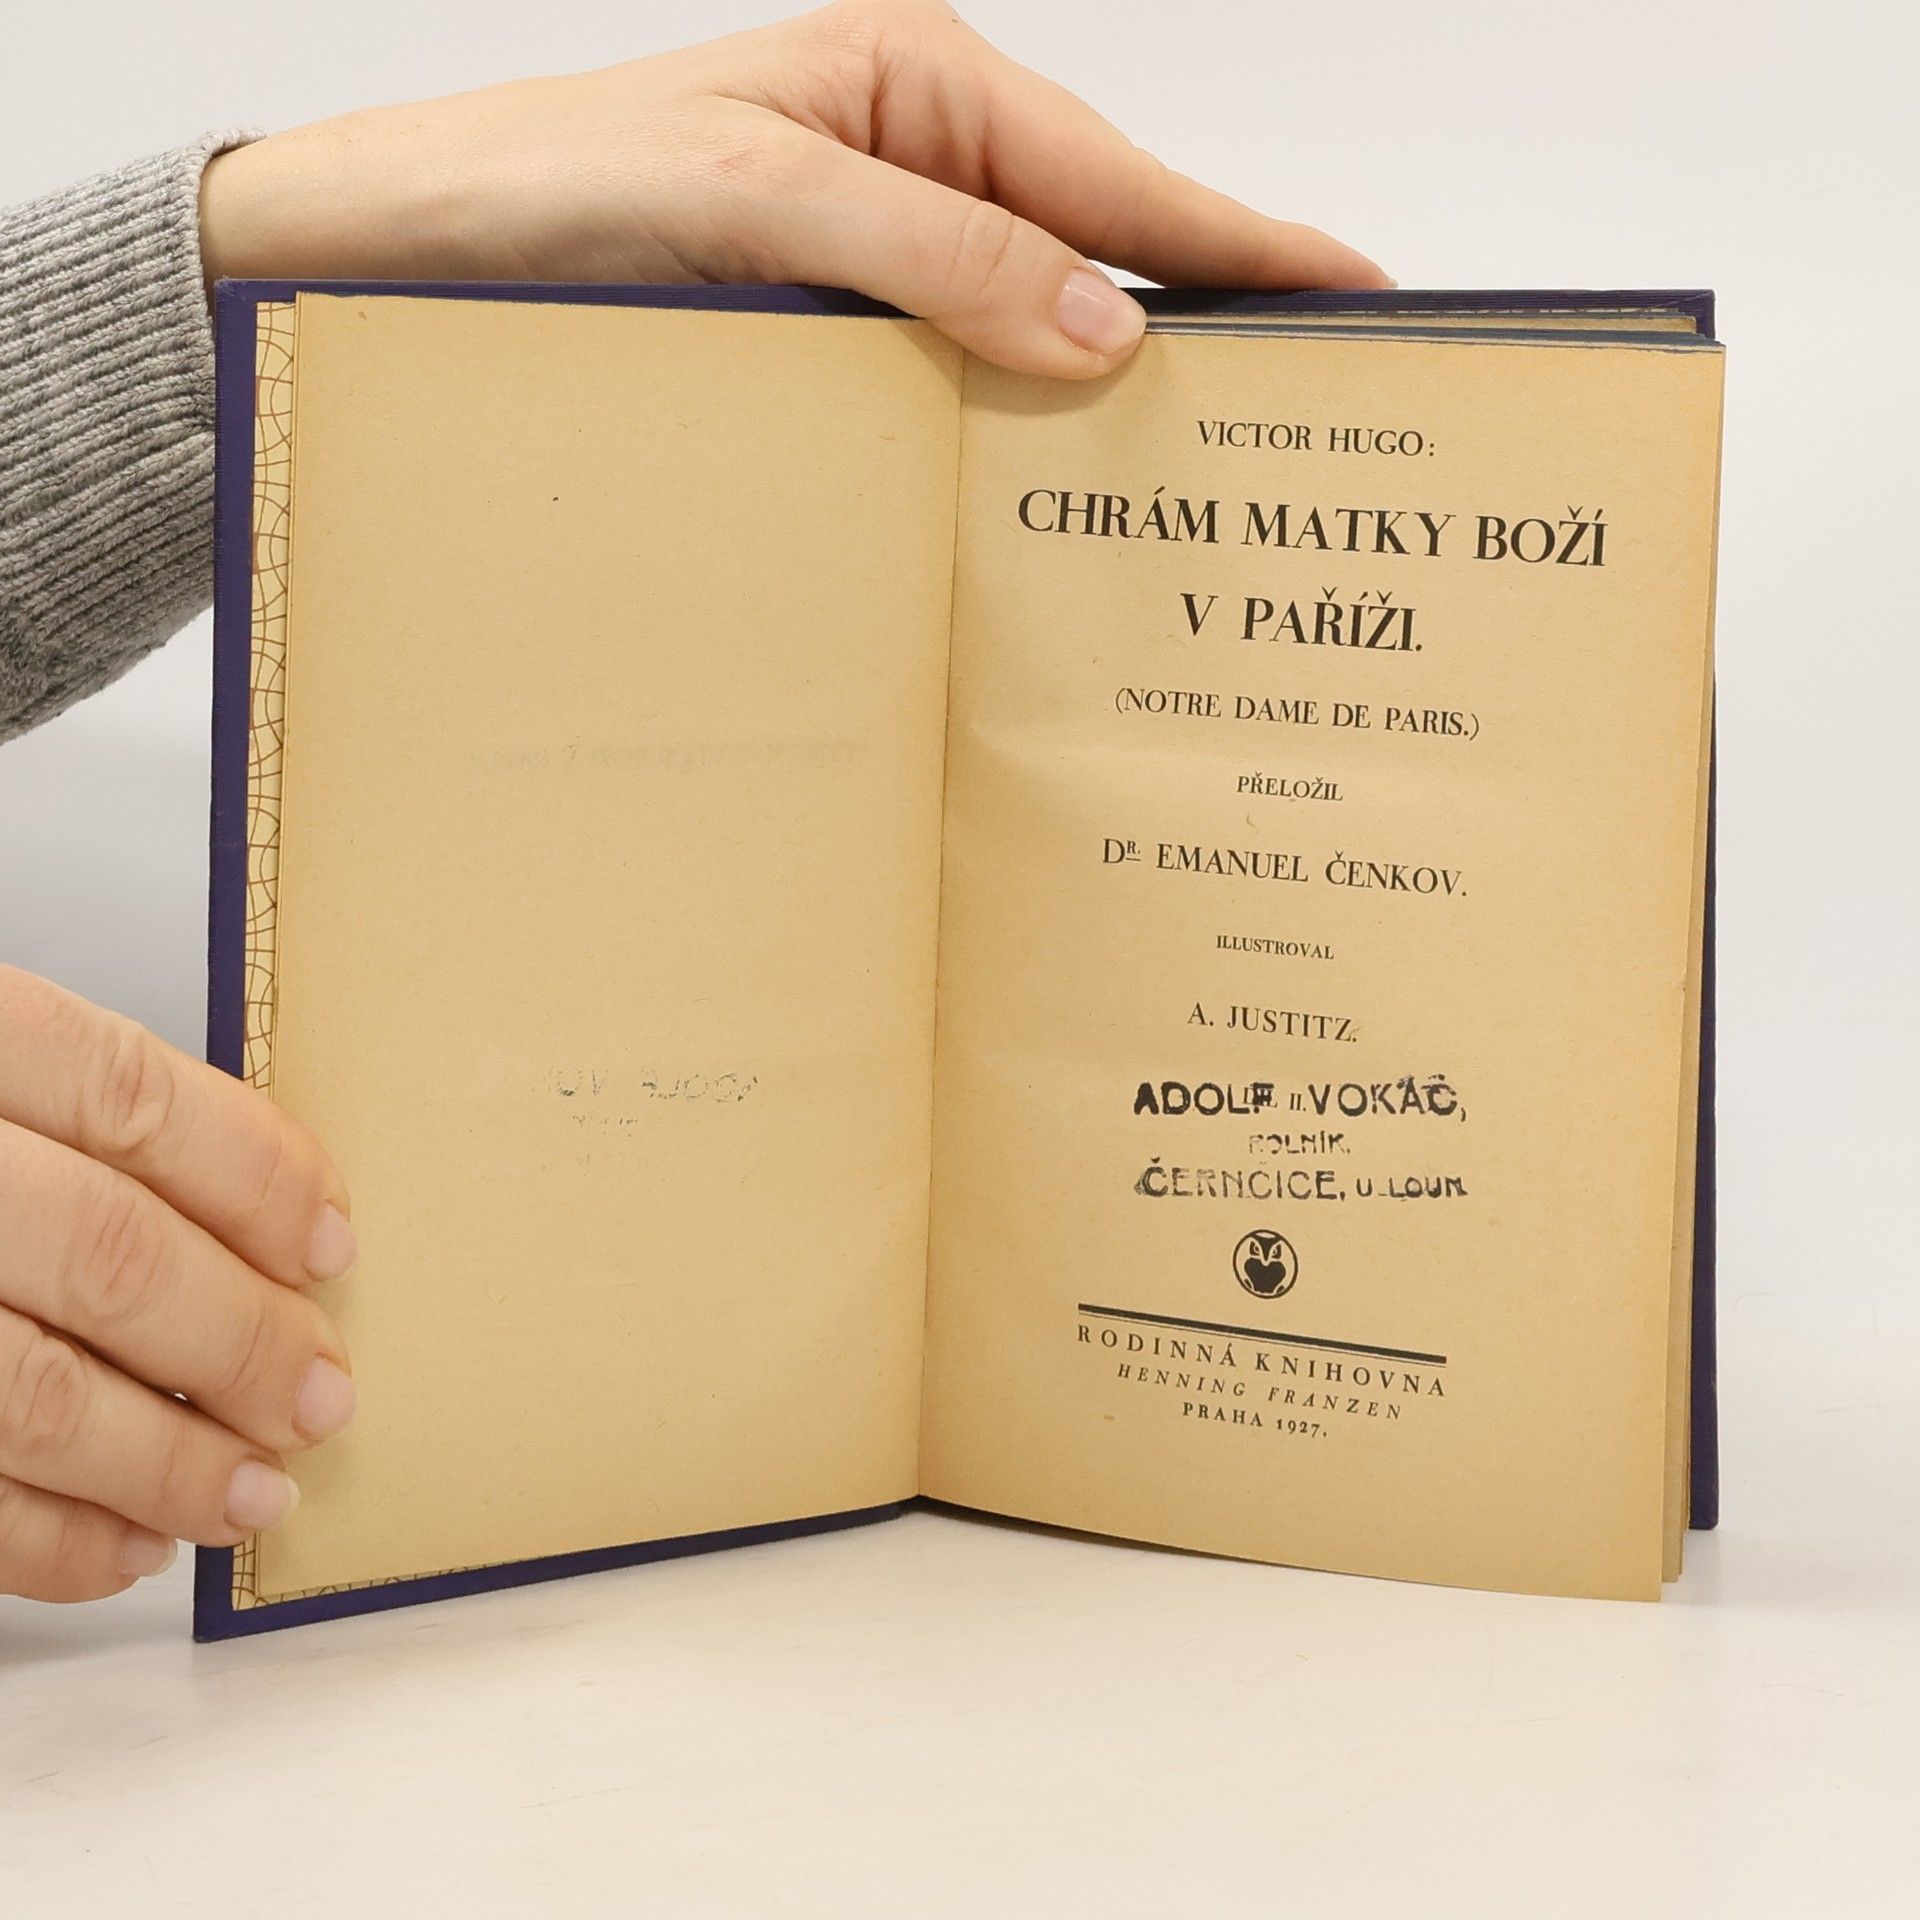 VICTOR HUGO:
CHRÁM MATKY BOŽÍ
V PAŘÍŽI.
(NOTRE DAME DE PARIS.)
PŘELOŽIL
DR. EMANUEL ČENKOV.
ILLUSTROVAL
A. JUSTITZ.
DÍL II.
ADOLF VOKÁČ,
ROLNÍK,
ČERNČICE, U LOUN
RODINNÁ KNIHOVNA
HENNING FRANZEN
PRAHA 1927.